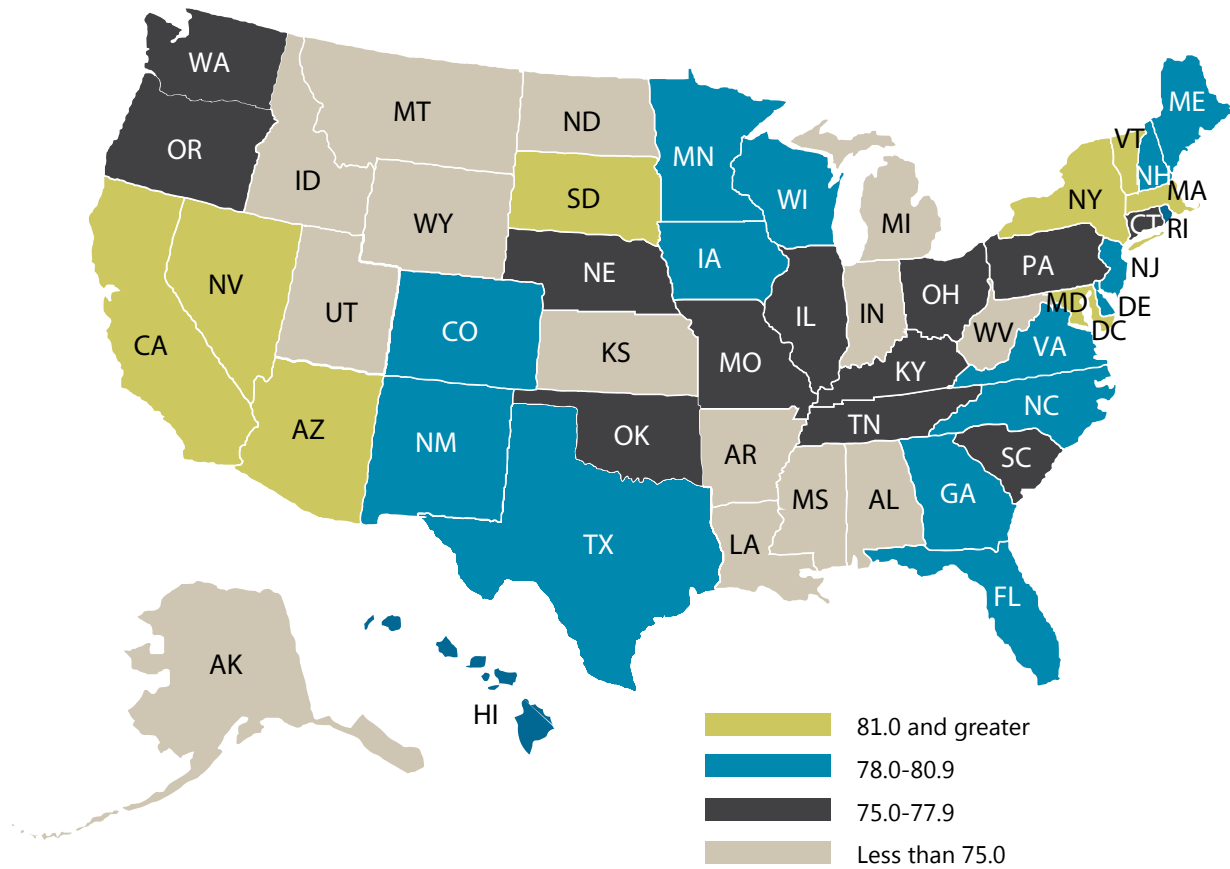 WA
MT
ND
MN
ME
VT
NH
OR
ID
SD
WI
NY
MA
WY
MI
CT
RI
NV
NE
IA
PA
NJ
UT
CO
IL
IN
OH
MD
DE
DC
CA
KS
MO
WV
VA
KY
AZ
NM
OK
AR
TN
NC
SC
MS
AL
GA
TX
LA
FL
AK
HI
81.0 and greater
78.0-80.9
75.0-77.9
Less than 75.0